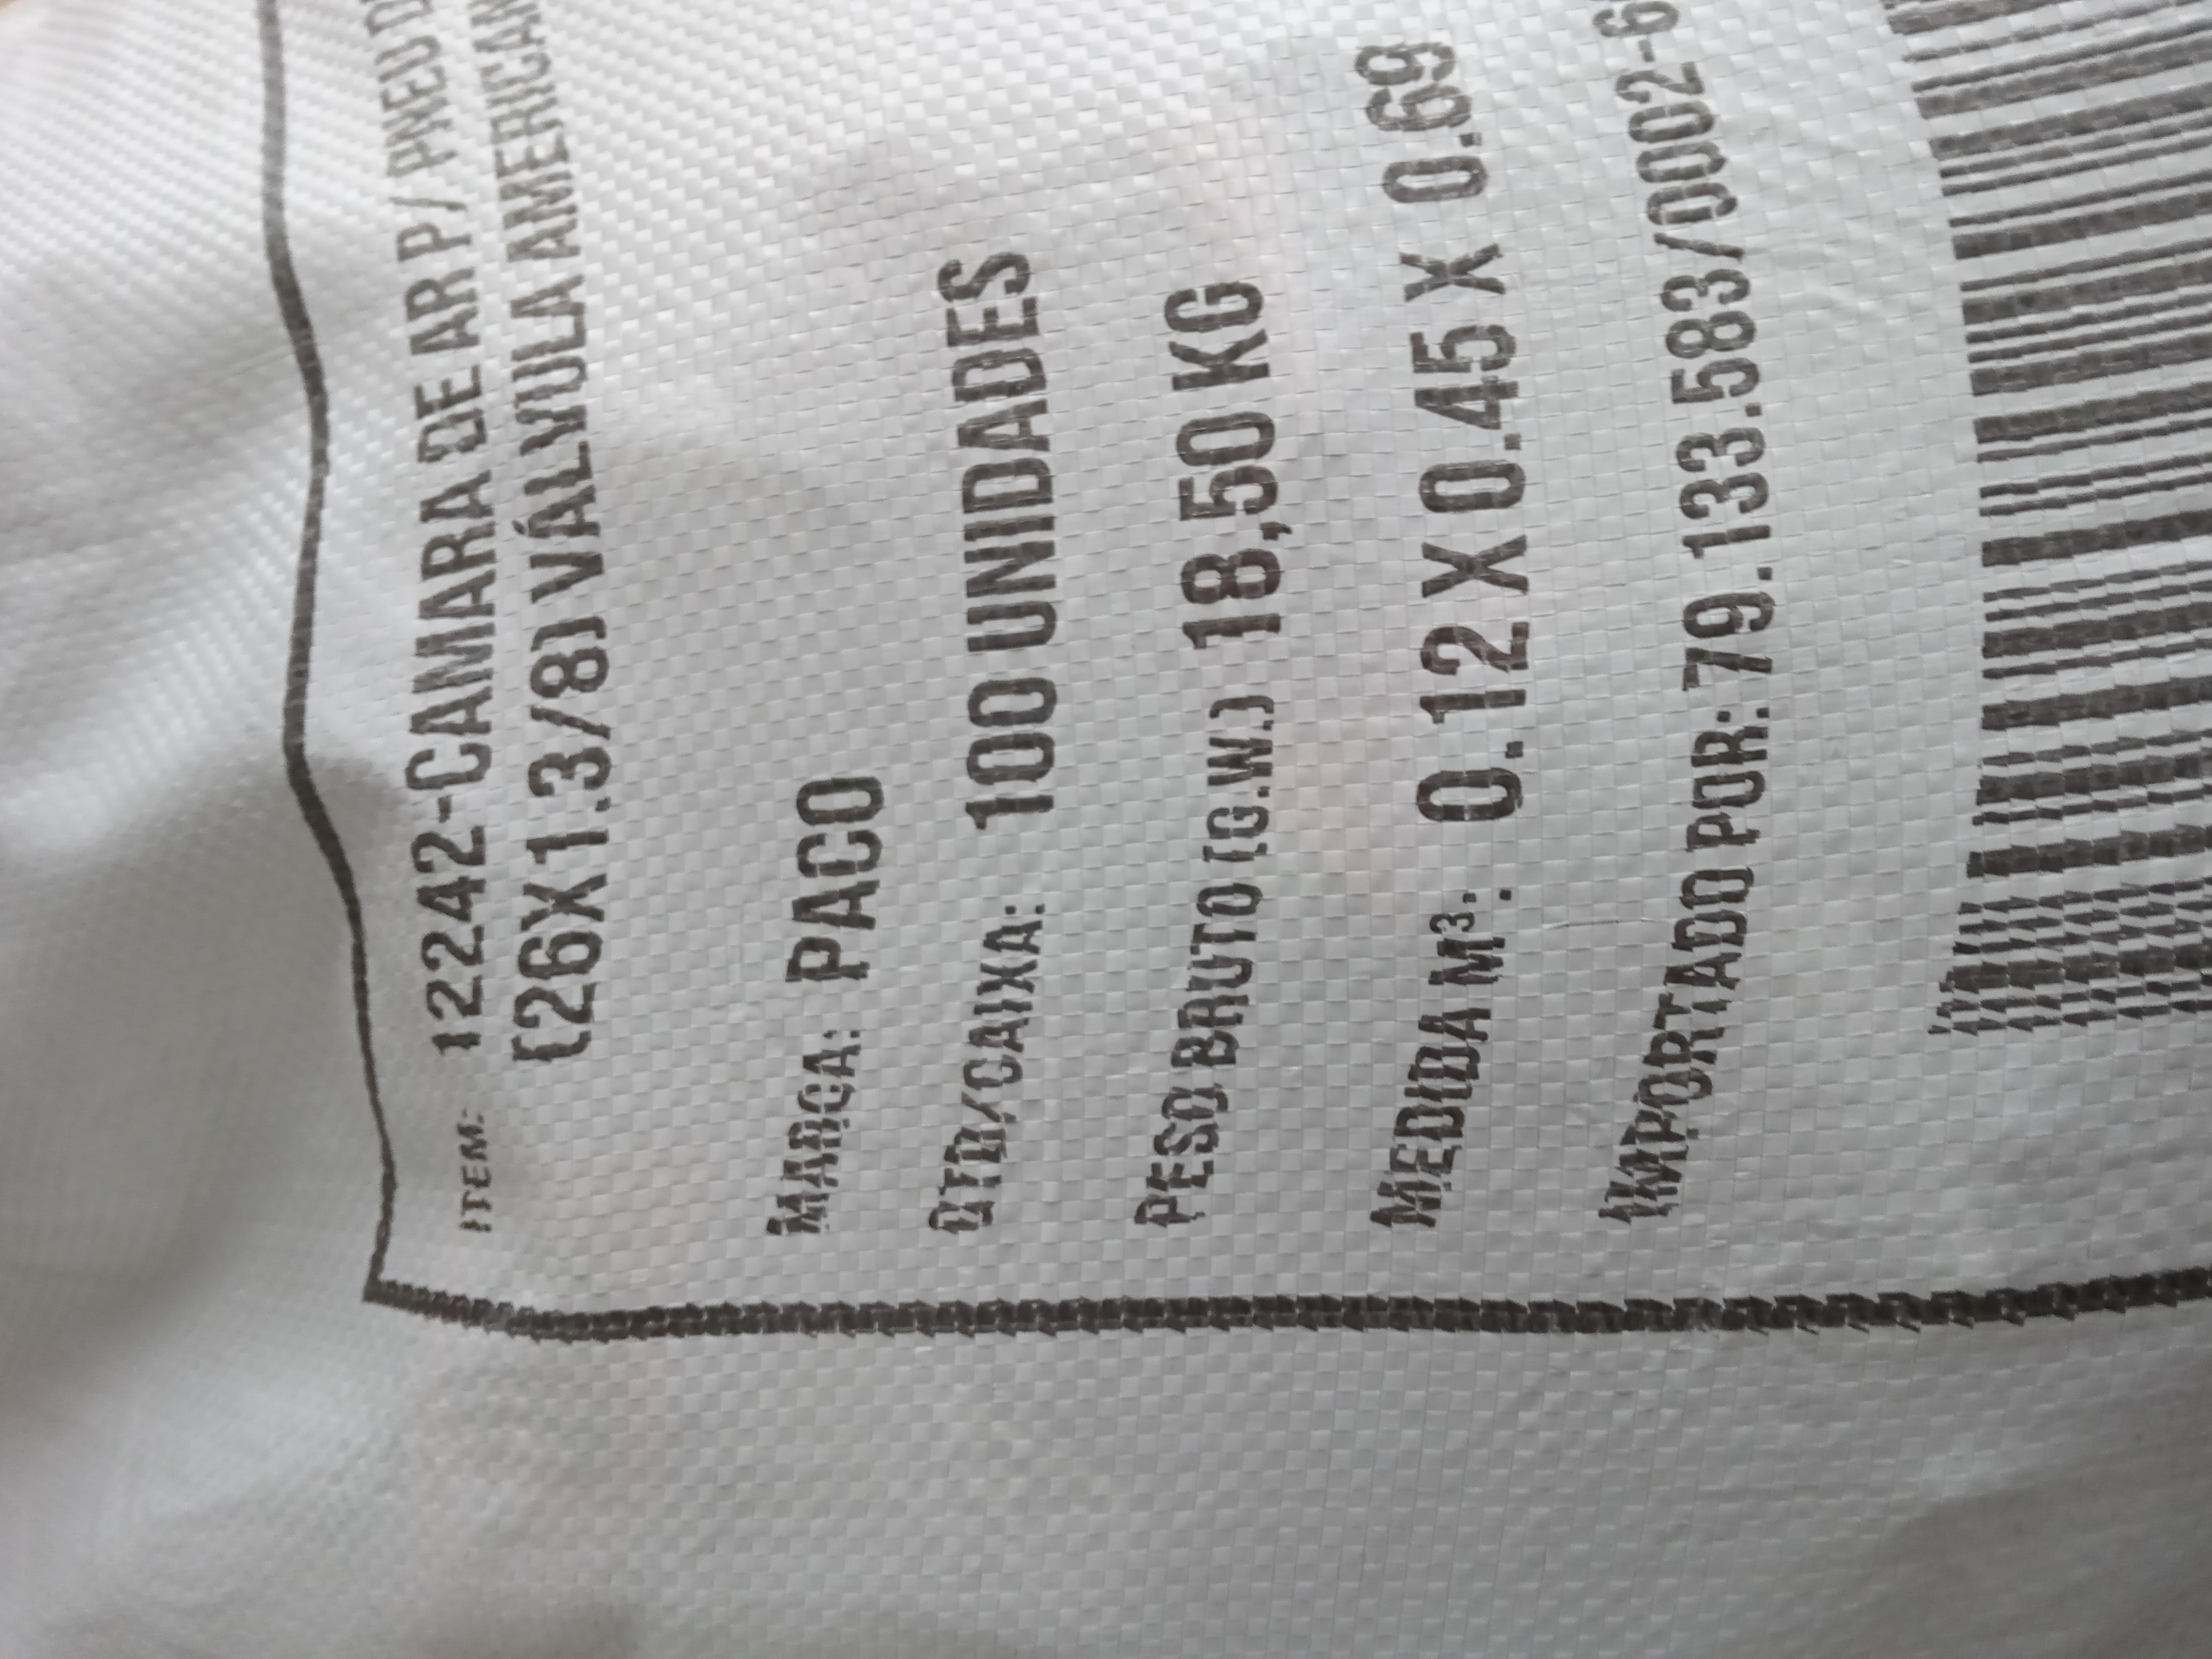 ITEM: 12242-CAMARA DE AR P/ PNEU D
(26X1.3/8) VÁLVULA AMERICAN
MARCA: PACO
QTD/CAIXA: 100 UNIDADES
PESO BRUTO (G.W.) 18,50 KG
MEDIDA M³: 0.12 X 0.45 X 0.69
IMPORTADO POR: 79.133.583/0002-6